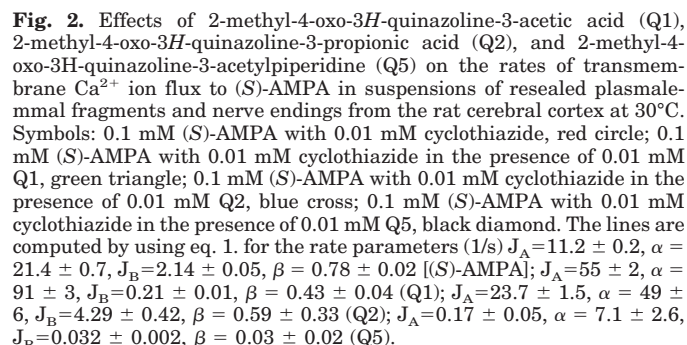 Fig. 2. Effects of 2-methyl-4-oxo-3H-quinazoline-3-acetic acid (Q1),
2-methyl-4-oxo-3H-quinazoline-3-propionic acid (Q2), and 2-methyl-4-
oxo-3H-quinazoline-3-acetylpiperidine (Q5) on the rates of transmem-
brane Ca²⁺ ion flux to (S)-AMPA in suspensions of resealed plasmale-
mmal fragments and nerve endings from the rat cerebral cortex at 30°C.
Symbols: 0.1 mM (S)-AMPA with 0.01 mM cyclothiazide, red circle; 0.1
mM (S)-AMPA with 0.01 mM cyclothiazide in the presence of 0.01 mM
Q1, green triangle; 0.1 mM (S)-AMPA with 0.01 mM cyclothiazide in the
presence of 0.01 mM Q2, blue cross; 0.1 mM (S)-AMPA with 0.01 mM
cyclothiazide in the presence of 0.01 mM Q5, black diamond. The lines are
computed by using eq. 1. for the rate parameters (1/s) J_A=11.2 ± 0.2, α =
21.4 ± 0.7, J_B=2.14 ± 0.05, β = 0.78 ± 0.02 [(S)-AMPA]; J_A=55 ± 2, α =
91 ± 3, J_B=0.21 ± 0.01, β = 0.43 ± 0.04 (Q1); J_A=23.7 ± 1.5, α = 49 ±
6, J_B=4.29 ± 0.42, β = 0.59 ± 0.33 (Q2); J_A=0.17 ± 0.05, α = 7.1 ± 2.6,
J_B=0.032 ± 0.002, β = 0.03 ± 0.02 (Q5).